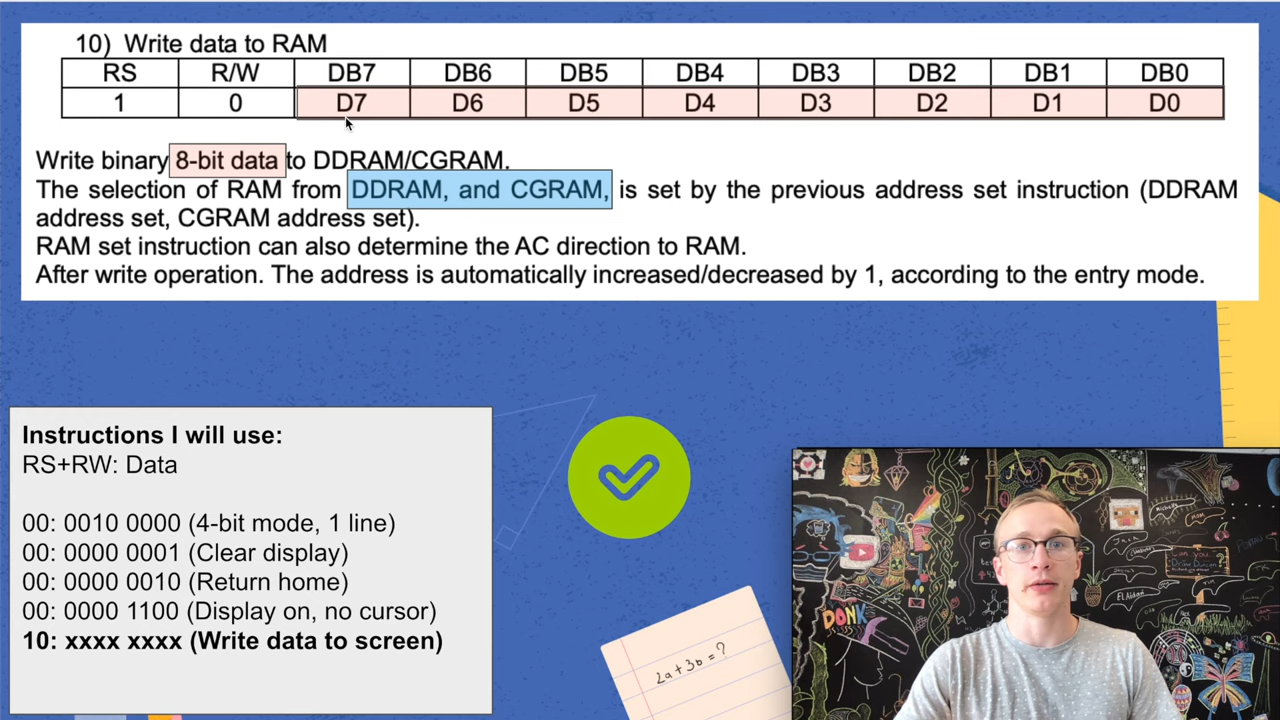 10) Write data to RAM
RS R/W DB7 DB6 DB5 DB4 DB3 DB2 DB1 DB0
1 0 D7 D6 D5 D4 D3 D2 D1 D0
Write binary 8-bit data to DDRAM/CGRAM.
The selection of RAM from DDRAM, and CGRAM, is set by the previous address set instruction (DDRAM
address set, CGRAM address set).
RAM set instruction can also determine the AC direction to RAM.
After write operation. The address is automatically increased/decreased by 1, according to the entry mode.
Instructions I will use:
RS+RW: Data
00: 0010 0000 (4-bit mode, 1 line)
00: 0000 0001 (Clear display)
00: 0000 0010 (Return home)
00: 0000 1100 (Display on, no cursor)
10: xxxx xxxx (Write data to screen)
2a+3b=?
DONK
Jack
Can you